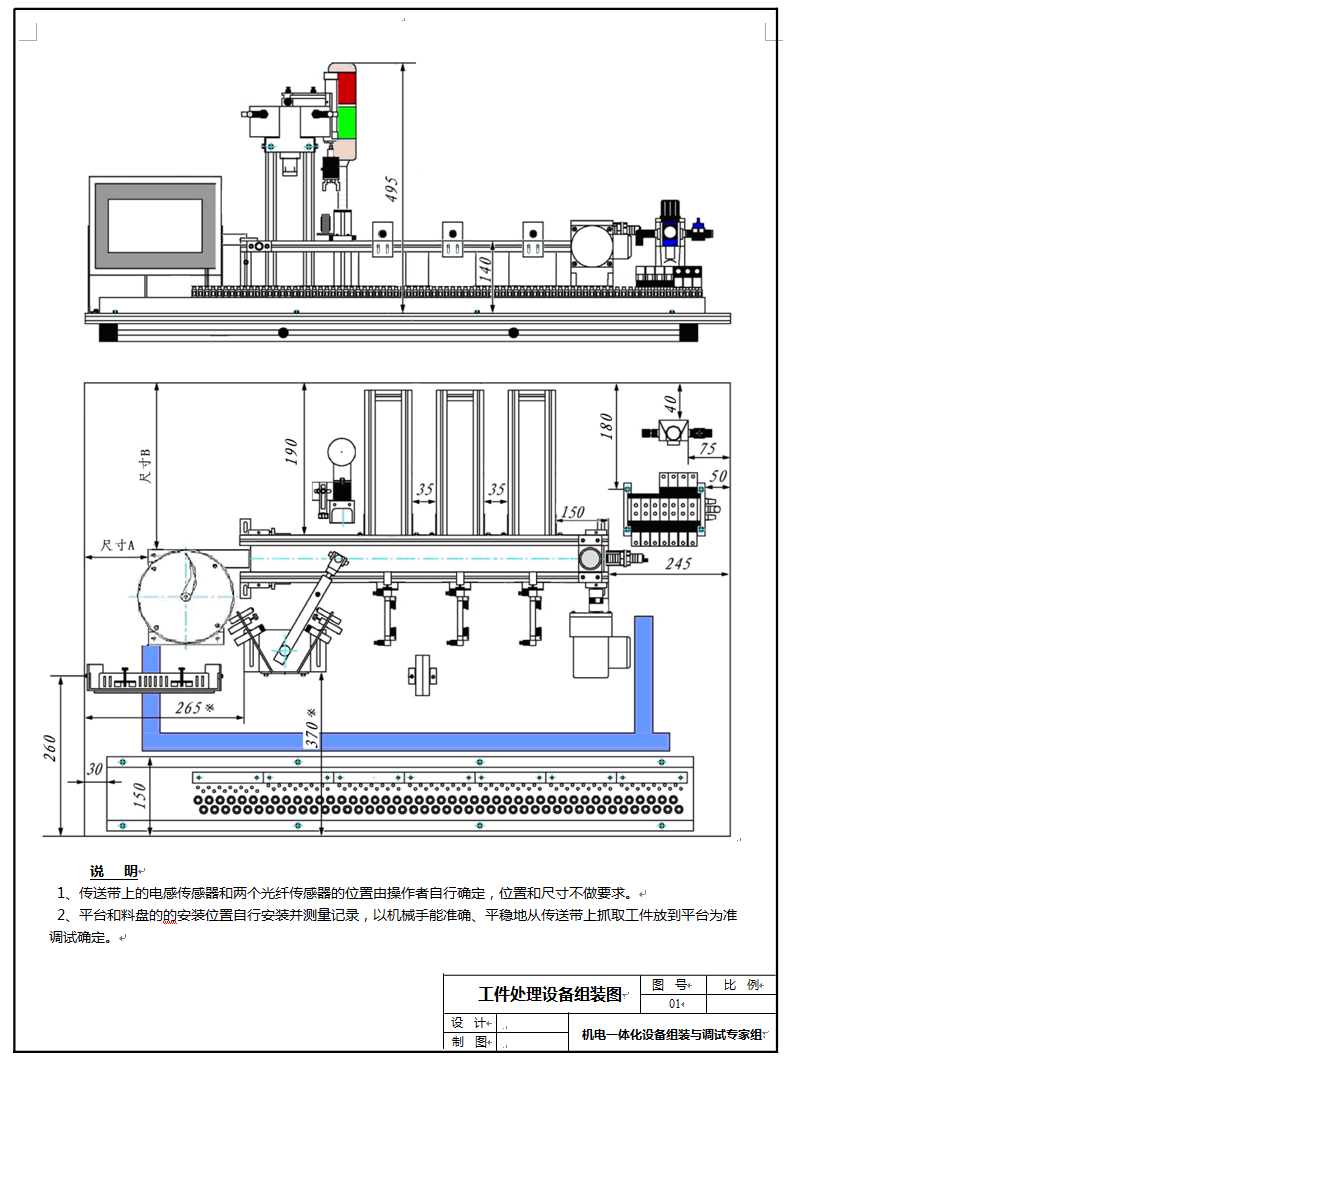 495
140
尺寸B
190
180
40
75
50
35
35
150
尺寸A
245
265※
370※
260
30
150
说 明
1、传送带上的电感传感器和两个光纤传感器的位置由操作者自行确定，位置和尺寸不做要求。
2、平台和料盘的的安装位置自行安装并测量记录，以机械手能准确、平稳地从传送带上抓取工件放到平台为准
调试确定。
工件处理设备组装图
图 号
比 例
01
设 计
制 图
机电一体化设备组装与调试专家组